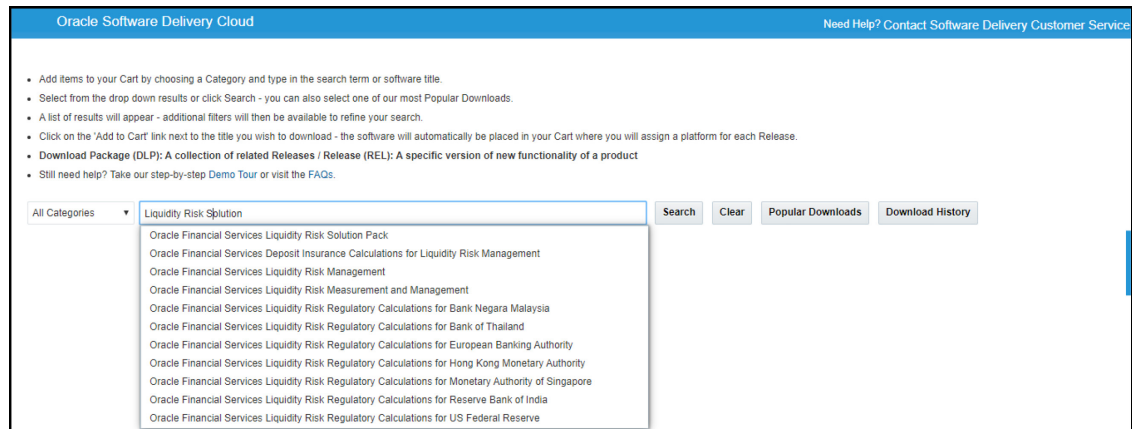 Oracle Software Delivery Cloud
Need Help? Contact Software Delivery Customer Service
Add items to your Cart by choosing a Category and type in the search term or software title.
Select from the drop down results or click Search - you can also select one of our most Popular Downloads.
A list of results will appear - additional filters will then be available to refine your search.
Click on the 'Add to Cart' link next to the title you wish to download - the software will automatically be placed in your Cart where you will assign a platform for each Release.
Download Package (DLP): A collection of related Releases / Release (REL): A specific version of new functionality of a product
Still need help? Take our step-by-step Demo Tour or visit the FAQs.
All Categories
Liquidity Risk Solution
Search
Clear
Popular Downloads
Download History
Oracle Financial Services Liquidity Risk Solution Pack
Oracle Financial Services Deposit Insurance Calculations for Liquidity Risk Management
Oracle Financial Services Liquidity Risk Management
Oracle Financial Services Liquidity Risk Measurement and Management
Oracle Financial Services Liquidity Risk Regulatory Calculations for Bank Negara Malaysia
Oracle Financial Services Liquidity Risk Regulatory Calculations for Bank of Thailand
Oracle Financial Services Liquidity Risk Regulatory Calculations for European Banking Authority
Oracle Financial Services Liquidity Risk Regulatory Calculations for Hong Kong Monetary Authority
Oracle Financial Services Liquidity Risk Regulatory Calculations for Monetary Authority of Singapore
Oracle Financial Services Liquidity Risk Regulatory Calculations for Reserve Bank of India
Oracle Financial Services Liquidity Risk Regulatory Calculations for US Federal Reserve